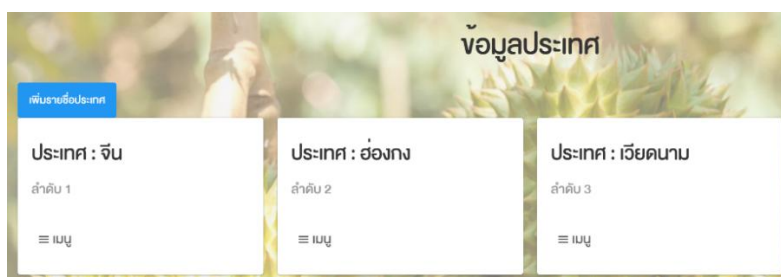 ข้อมูลประเทศ
เพิ่มรายชื่อประเทศ
ประเทศ : จีน
ลำดับ 1
≡ เมนู
ประเทศ : ฮ่องกง
ลำดับ 2
≡ เมนู
ประเทศ : เวียดนาม
ลำดับ 3
≡ เมนู